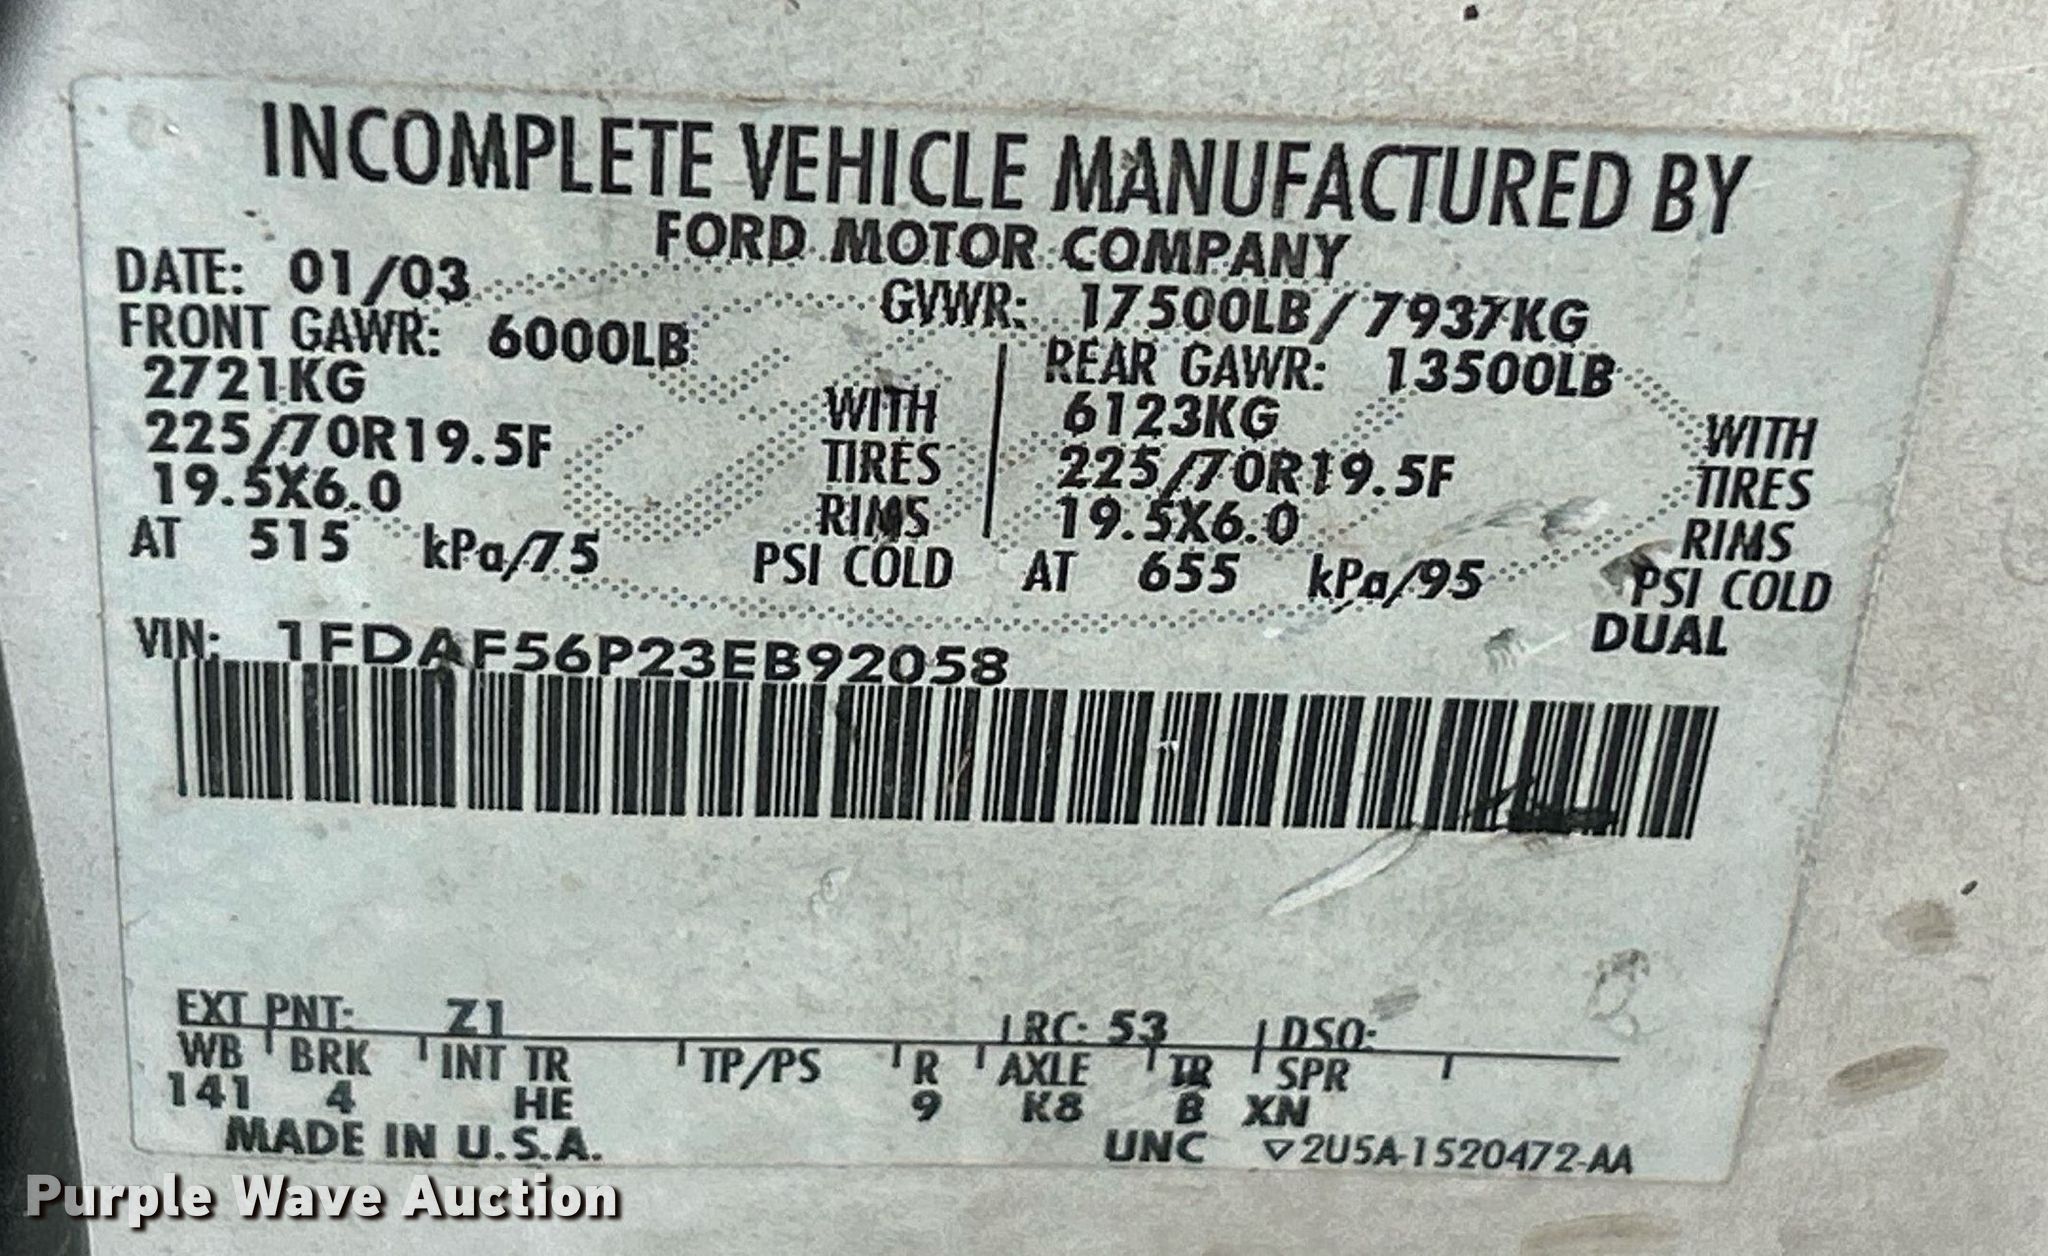 INCOMPLETE VEHICLE MANUFACTURED BY
FORD MOTOR COMPANY
DATE: 01/03 GVWR: 17500LB/7937KG
FRONT GAWR: 6000LB REAR GAWR: 13500LB
2721KG WITH 6123KG WITH
225/70R19.5F TIRES 225/70R19.5F TIRES
19.5X6.0 RIMS 19.5X6.0 RIMS
AT 515 kPa/75 PSI COLD AT 655 kPa/95 PSI COLD
DUAL
VIN: 1FDAF56P23EB92058
EXT PNT: Z1 RC: 53 DSO:
WB BRK INT TR TP/PS R AXLE TR SPR
141 4 HE 9 K8 B XN
MADE IN U.S.A. UNC ▽2U5A-1520472-AA
Purple Wave Auction